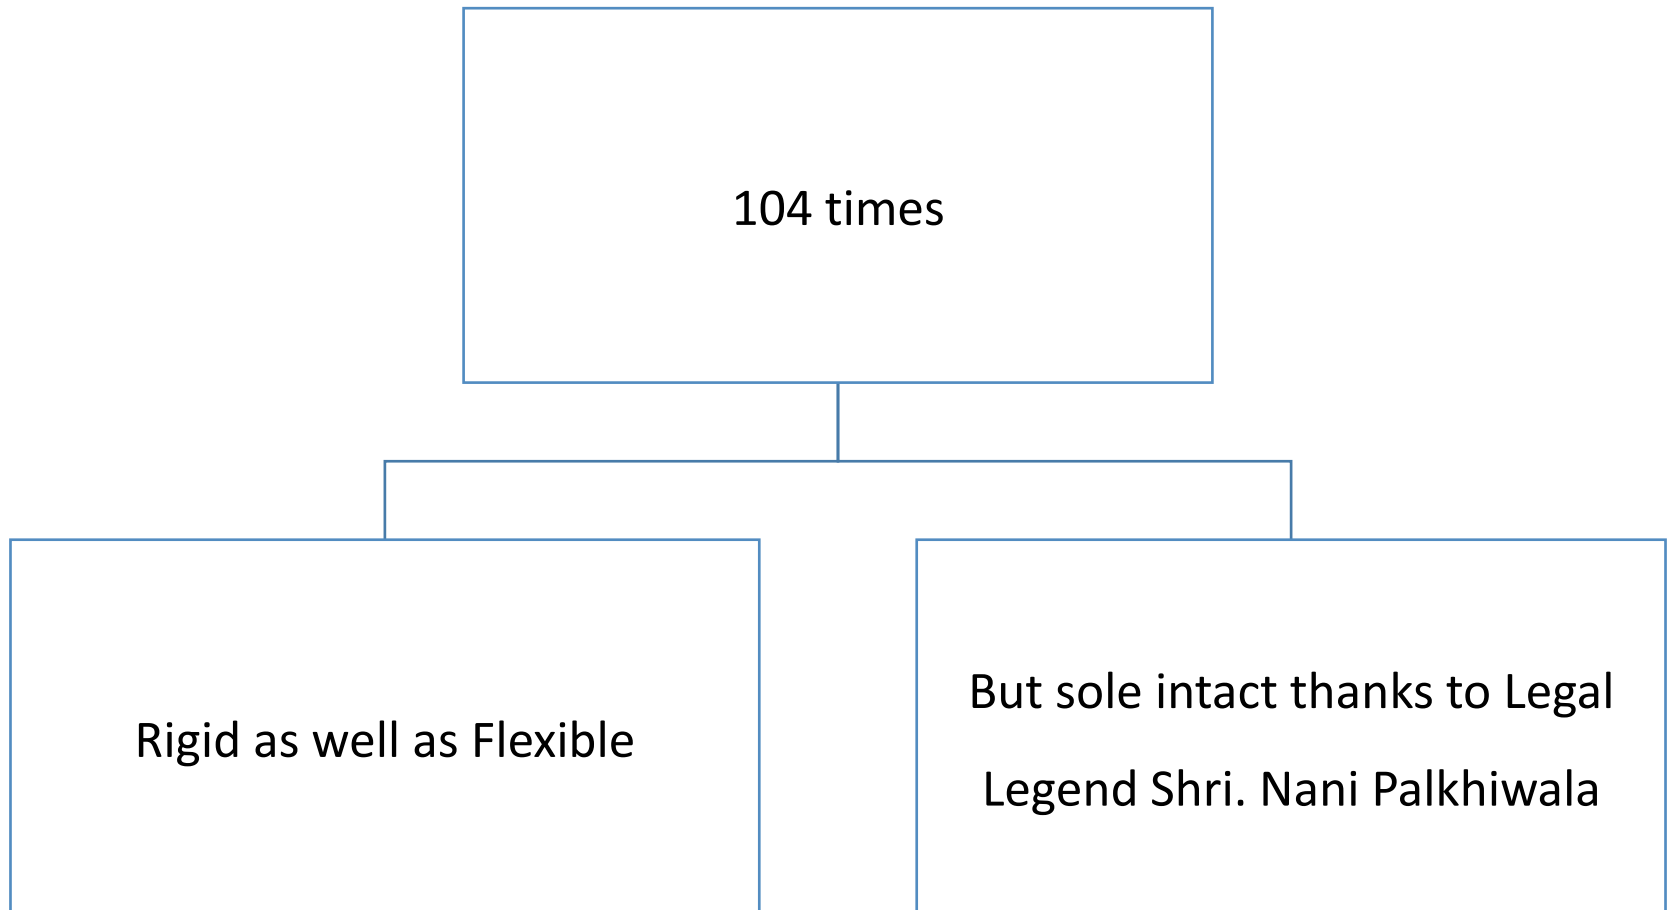 104 times
Rigid as well as Flexible
But sole intact thanks to Legal
Legend Shri. Nani Palkhiwala